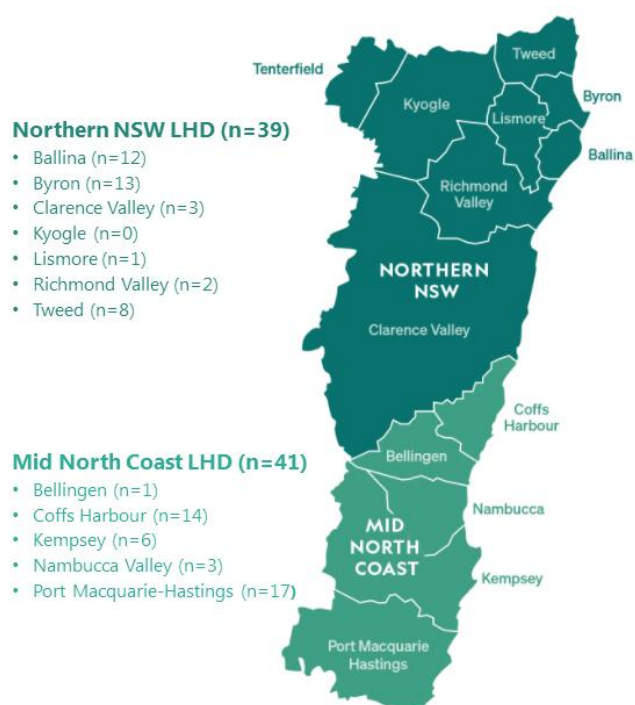 Northern NSW LHD (n=39)
• Ballina (n=12)
• Byron (n=13)
• Clarence Valley (n=3)
• Kyogle (n=0)
• Lismore (n=1)
• Richmond Valley (n=2)
• Tweed (n=8)
Mid North Coast LHD (n=41)
• Bellingen (n=1)
• Coffs Harbour (n=14)
• Kempsey (n=6)
• Nambucca Valley (n=3)
• Port Macquarie-Hastings (n=17)
Tweed
Tenterfield
Kyogle
Byron
Lismore
Ballina
Richmond
Valley
NORTHERN
NSW
Clarence Valley
Coffs
Harbour
Bellingen
Nambucca
MID
NORTH
COAST
Kempsey
Port Macquarie
Hastings